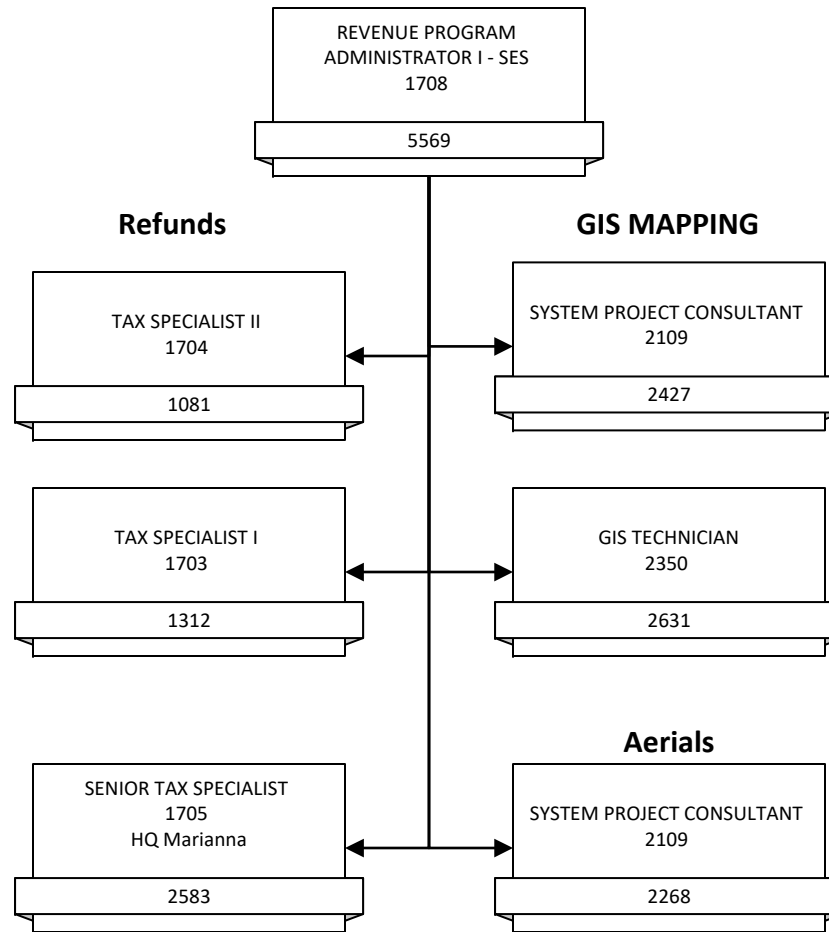 REVENUE PROGRAM
ADMINISTRATOR I - SES
1708
5569
Refunds
TAX SPECIALIST II
1704
1081
TAX SPECIALIST I
1703
1312
SENIOR TAX SPECIALIST
1705
HQ Marianna
2583
GIS MAPPING
SYSTEM PROJECT CONSULTANT
2109
2427
GIS TECHNICIAN
2350
2631
Aerials
SYSTEM PROJECT CONSULTANT
2109
2268